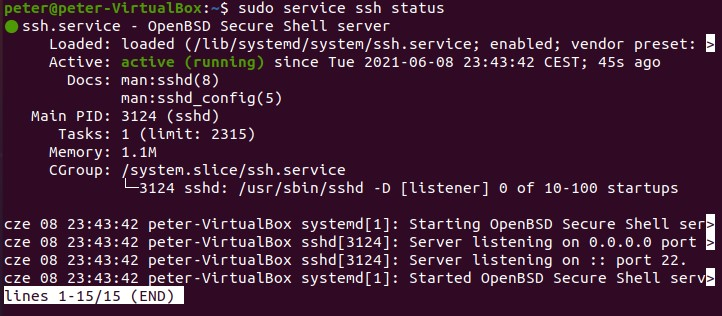 peter@peter-VirtualBox:~$ sudo service ssh status
● ssh.service - OpenBSD Secure Shell server
     Loaded: loaded (/lib/systemd/system/ssh.service; enabled; vendor preset: >
     Active: active (running) since Tue 2021-06-08 23:43:42 CEST; 45s ago
       Docs: man:sshd(8)
             man:sshd_config(5)
   Main PID: 3124 (sshd)
      Tasks: 1 (limit: 2315)
     Memory: 1.1M
     CGroup: /system.slice/ssh.service
             └─3124 sshd: /usr/sbin/sshd -D [listener] 0 of 10-100 startups

cze 08 23:43:42 peter-VirtualBox systemd[1]: Starting OpenBSD Secure Shell ser>
cze 08 23:43:42 peter-VirtualBox sshd[3124]: Server listening on 0.0.0.0 port >
cze 08 23:43:42 peter-VirtualBox sshd[3124]: Server listening on :: port 22.
cze 08 23:43:42 peter-VirtualBox systemd[1]: Started OpenBSD Secure Shell serv>
lines 1-15/15 (END)